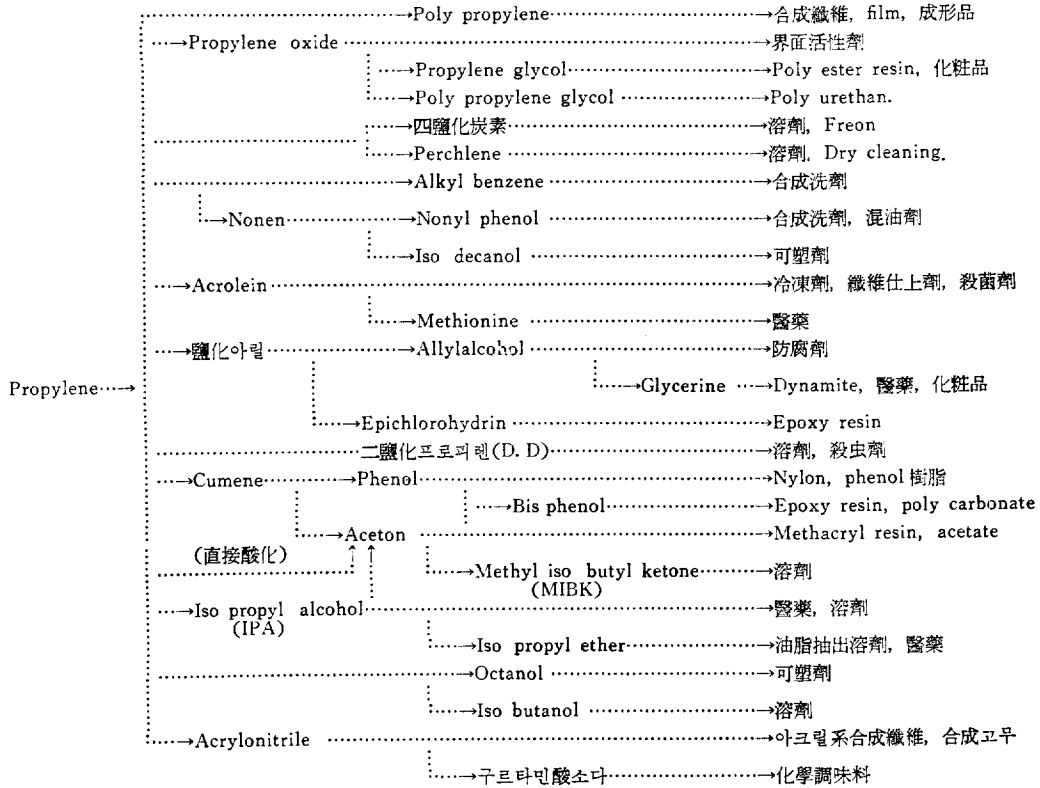 Poly propylene→合成纖維, film, 成形品
→Propylene oxide→界面活性劑
→Propylene glycol→Poly ester resin, 化粧品
→Poly propylene glycol→Poly urethan.
→四鹽化炭素→溶劑, Freon
→Perchlene→溶劑, Dry cleaning.
→Alkyl benzene→合成洗劑
→Nonen→Nonyl phenol→合成洗劑, 混油劑
→Iso decanol→可塑劑
→Acrolein→冷凍劑, 纖維仕上劑, 殺菌劑
→Methionine→醫藥
→鹽化아릴→Allylalcohol→防腐劑
Propylene→
→Glycerine→Dynamite, 醫藥, 化粧品
→Epichlorohydrin→Epoxy resin
二鹽化프로피렌(D. D)→溶劑, 殺虫劑
→Cumene→Phenol→Nylon, phenol 樹脂
→Bis phenol→Epoxy resin, poly carbonate
→Aceton→Methacryl resin, acetate
(直接酸化)
→Methyl iso butyl ketone→溶劑
(MIBK)
→Iso propyl alcohol→醫藥, 溶劑
(IPA)
→Iso propyl ether→油脂抽出溶劑, 醫藥
→Octanol→可塑劑
→Iso butanol→溶劑
→Acrylonitrile→아크릴系合成纖維, 合成고무
→구르타민酸소다→化學調味料